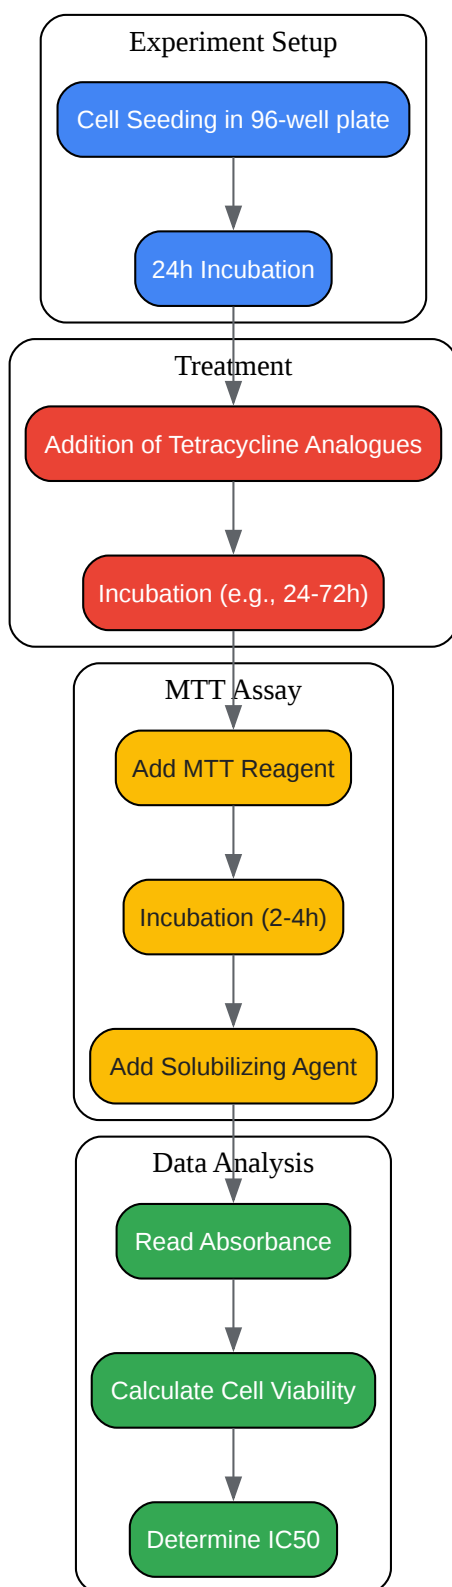 Experiment Setup
Cell Seeding in 96-well plate
24h Incubation
Treatment
Addition of Tetracycline Analogues
Incubation (e.g., 24-72h)
MTT Assay
Add MTT Reagent
Incubation (2-4h)
Add Solubilizing Agent
Data Analysis
Read Absorbance
Calculate Cell Viability
Determine IC50